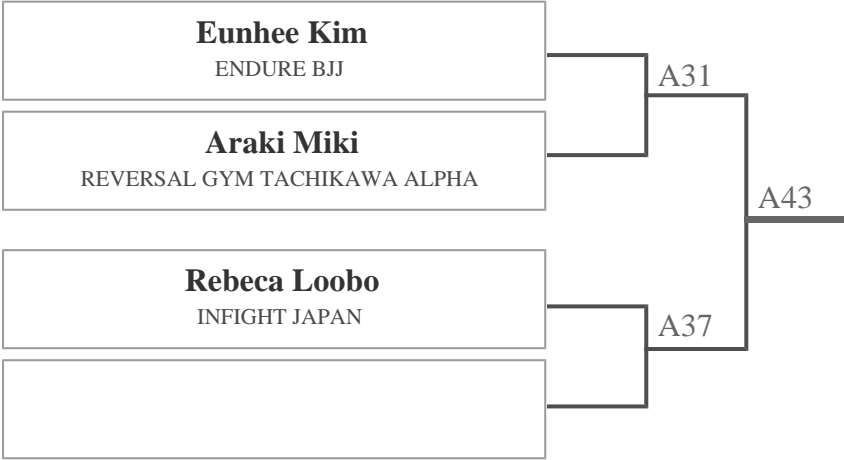 Eunhee Kim
ENDURE BJJ
A31
Araki Miki
REVERSAL GYM TACHIKAWA ALPHA
A43
Rebeca Loobo
INFIGHT JAPAN
A37